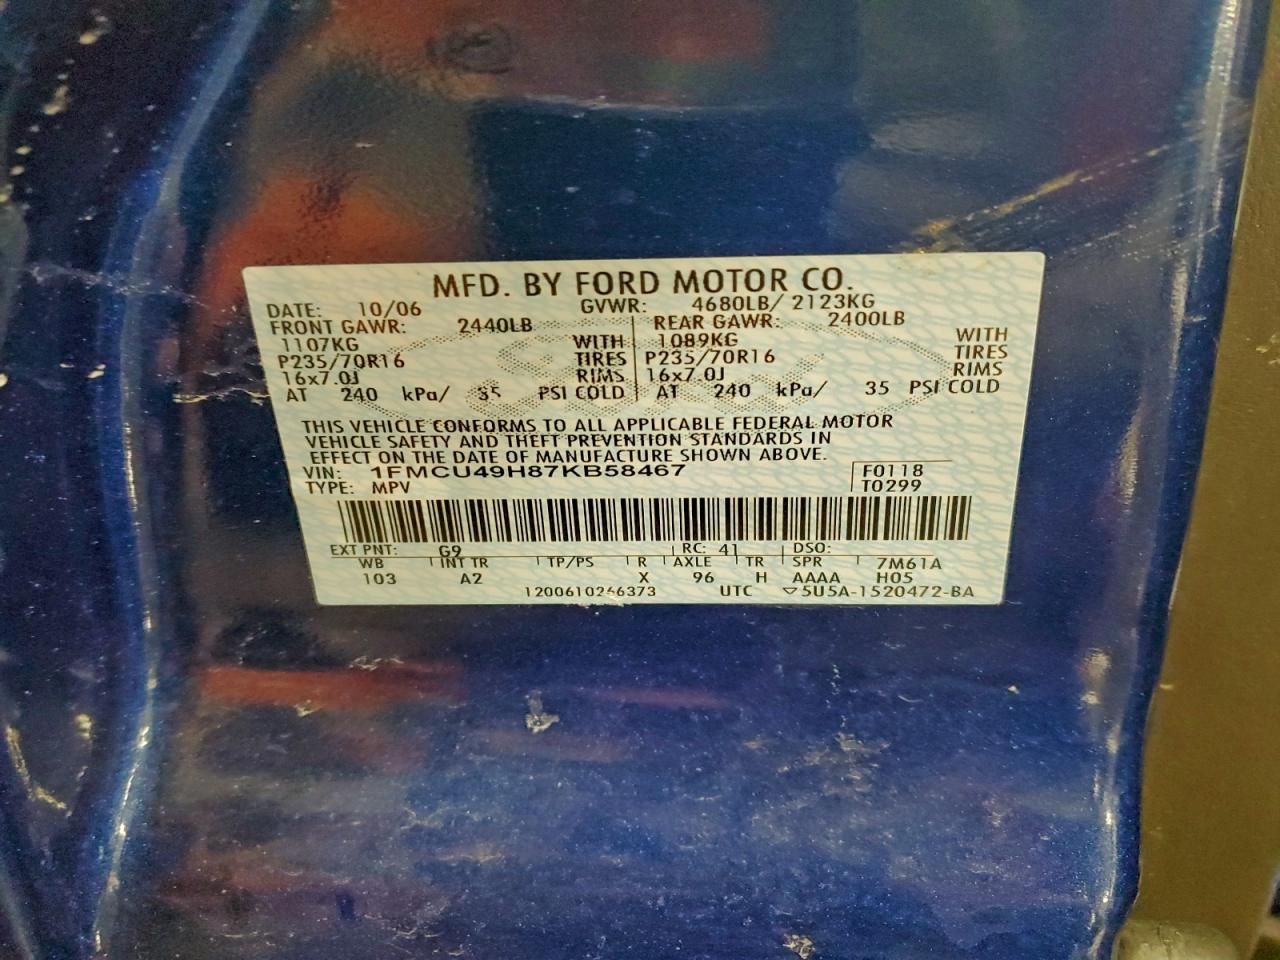 MFD. BY FORD MOTOR CO.
DATE: 10/06 GVWR: 4680LB/ 2123KG
FRONT GAWR: 2440LB REAR GAWR: 2400LB
1107KG WITH 1089KG WITH
P235/70R16 TIRES P235/70R16 TIRES
16x7.0J RIMS 16x7.0J RIMS
AT 240 kPa/ 35 PSI COLD AT 240 kPa/ 35 PSI COLD
THIS VEHICLE CONFORMS TO ALL APPLICABLE FEDERAL MOTOR
VEHICLE SAFETY AND THEFT PREVENTION STANDARDS IN
EFFECT ON THE DATE OF MANUFACTURE SHOWN ABOVE.
VIN: 1FMCU49H87KB58467 F0118
TYPE: MPV T0299
EXT PNT: G9 RC: 41 DSO:
WB INT TR TP/PS R AXLE TR SPR 7M61A
103 A2 X 96 H AAAA H05
1200610266373 UTC ▽5U5A-1520472-BA